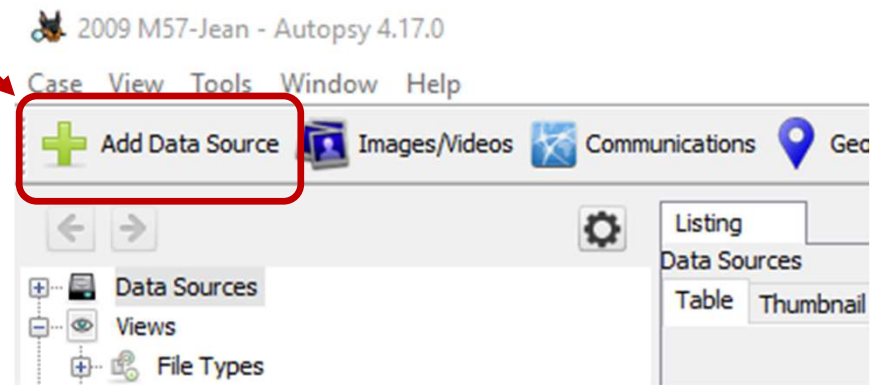 2009 M57-Jean - Autopsy 4.17.0
Case View Tools Window Help
Add Data Source Images/Videos Communications Geo
Listing
Data Sources
Data Sources
Table Thumbnail
Views
File Types